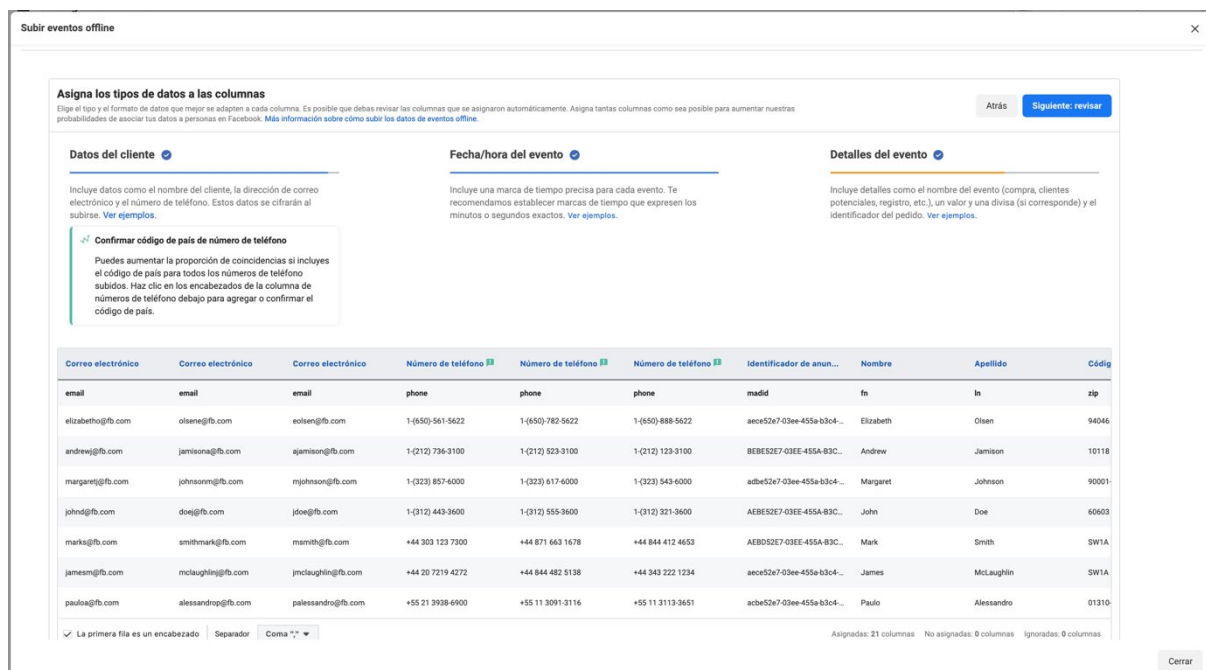 Subir eventos offline
Asigna los tipos de datos a las columnas
Elige el tipo y el formato de datos que mejor se adapten a cada columna. Es posible que debas revisar las columnas que se asignaron automáticamente. Asigna tantas columnas como sea posible para aumentar nuestras
probabilidades de asociar tus datos a personas en Facebook. Más información sobre cómo subir los datos de eventos offline.
Atrás Siguiente: revisar
Datos del cliente
Incluye datos como el nombre del cliente, la dirección de correo
electrónico y el número de teléfono. Estos datos se cifrarán al
subirse. Ver ejemplos.
Confirmar código de país de número de teléfono
Puedes aumentar la proporción de coincidencias si incluyes
el código de país para todos los números de teléfono
subidos. Haz clic en los encabezados de la columna de
números de teléfono debajo para agregar o confirmar el
código de país.
Fecha/hora del evento
Incluye una marca de tiempo precisa para cada evento. Te
recomendamos establecer marcas de tiempo que expresen los
minutos o segundos exactos. Ver ejemplos.
Detalles del evento
Incluye detalles como el nombre del evento (compra, clientes
potenciales, registro, etc.), un valor y una divisa (si corresponde) y el
identificador del pedido. Ver ejemplos.
Correo electrónico Correo electrónico Correo electrónico Número de teléfono Número de teléfono Número de teléfono Identificador de anun... Nombre Apellido Códig
email email email phone phone phone madid fn ln zip
elizabetho@fb.com olsene@fb.com eolsen@fb.com 1-(650)-561-5622 1-(650)-782-5622 1-(650)-888-5622 aece52e7-03ee-455a-b3c4-... Elizabeth Olsen 94046
andrewj@fb.com jamisona@fb.com ajamison@fb.com 1-(212) 736-3100 1-(212) 523-3100 1-(212) 123-3100 BEBE52E7-03EE-455A-B3C... Andrew Jamison 10118
margaretj@fb.com johnsonm@fb.com mjohnson@fb.com 1-(323) 857-6000 1-(323) 617-6000 1-(323) 543-6000 adbe52e7-03ee-455a-b3c4-... Margaret Johnson 90001-
johnd@fb.com doej@fb.com jdoe@fb.com 1-(312) 443-3600 1-(312) 555-3600 1-(312) 321-3600 AEBE52E7-03EE-455A-B3C... John Doe 60603
marks@fb.com smithmark@fb.com msmith@fb.com +44 303 123 7300 +44 871 663 1678 +44 844 412 4653 AEBD52E7-03EE-455A-B3C... Mark Smith SW1A
jamesm@fb.com mclaughlinj@fb.com jmclaughlin@fb.com +44 20 7219 4272 +44 844 482 5138 +44 343 222 1234 aece52e7-03ee-455a-b3c4-... James McLaughlin SW1A
pauloa@fb.com alessandrop@fb.com palessandro@fb.com +55 21 3938-6900 +55 11 3091-3116 +55 11 3113-3651 acbe52e7-03ee-455a-b3c4-... Paulo Alessandro 01310-
La primera fila es un encabezado Separador Coma "," Asignadas: 21 columnas No asignadas: 0 columnas Ignoradas: 0 columnas
Cerrar